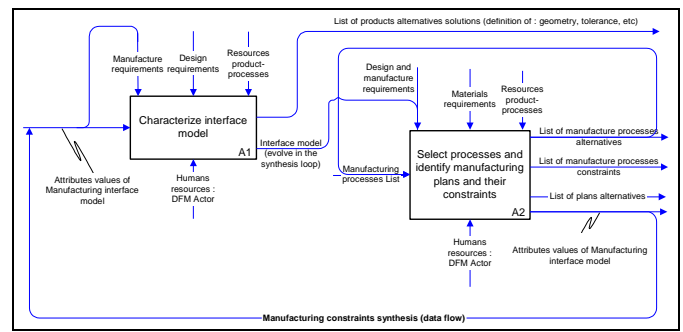 List of products alternatives solutions (definition of : geometry, tolerance, etc)
Manufacture
requirements
Design
requirements
Resources
product-
processes
Characterize interface
model
A1
Interface model
(evolve in the
synthesis loop)
Attributes values of
Manufacturing interface
model
Humans
resources :
DFM Actor
Design and
manufacture
requirements
Materials
requirements
Resources
product-
processes
Manufacturing
processes List
Select processes and
identify manufacturing
plans and their
constraints
A2
List of manufacture processes
alternatives
List of manufacture processes
constraints
List of plans alternatives
Attributes values of Manufacturing
interface model
Humans
resources :
DFM Actor
Manufacturing constraints synthesis (data flow)